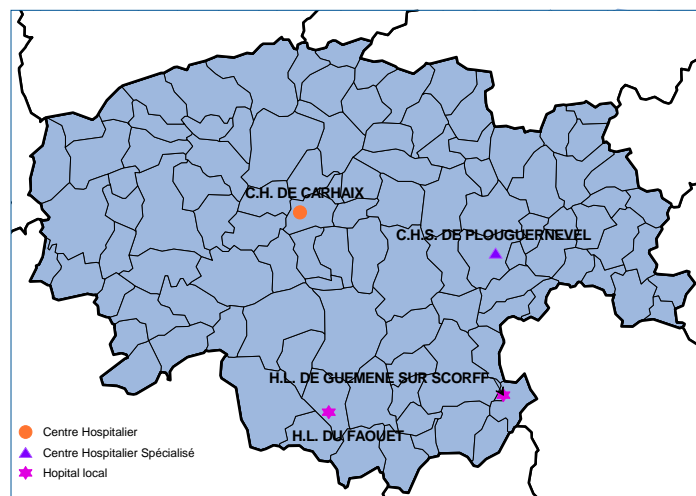 C.H. DE CARHAIX
C.H.S. DE PLOUGUERNEVEL
H.L. DE GUEMENE SUR SCORFF
H.L. DU FAOUET
Centre Hospitalier
Centre Hospitalier Spécialisé
Hopital local